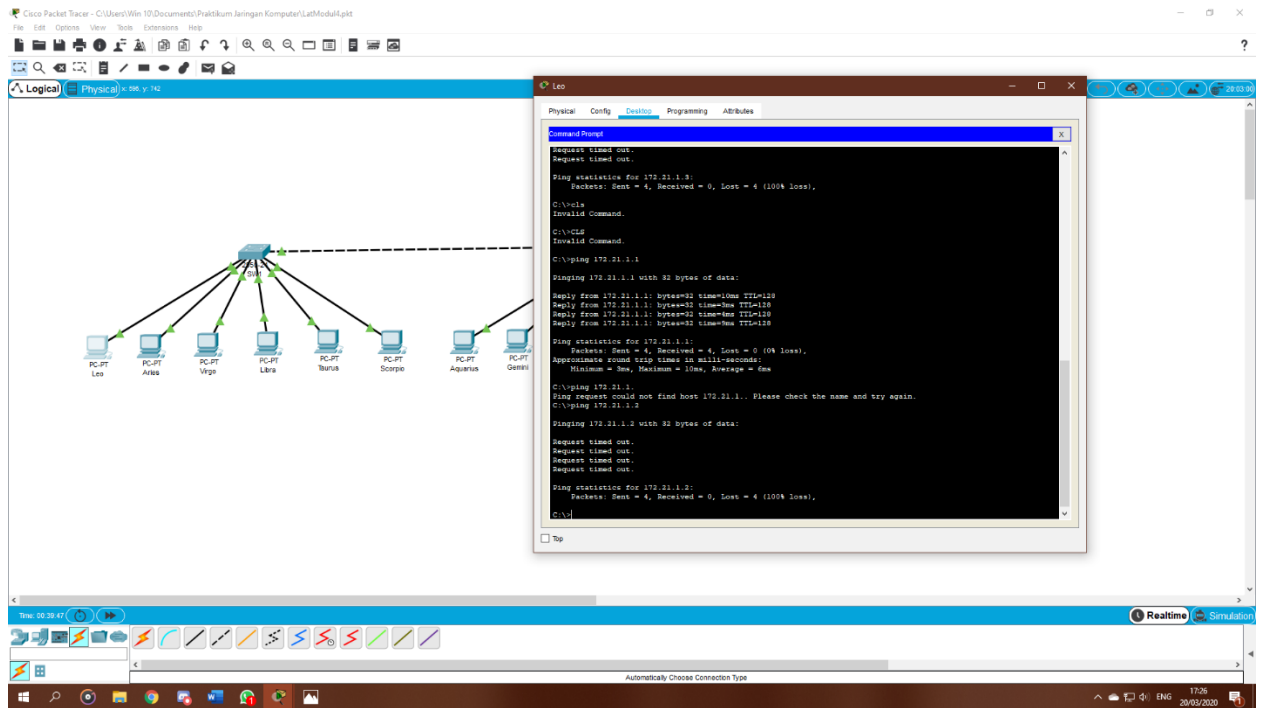 Cisco Packet Tracer - C:\Users\Win 10\Documents\Praktikum Jaringan Komputer\LatModul4.pkt
File Edit Options View Tools Extensions Help
?
Logical Physical x: 596, y: 742
20:03:00
Leo
Physical Config Desktop Programming Attributes
Command Prompt
X
Request timed out.
Request timed out.
Ping statistics for 172.21.1.3:
Packets: Sent = 4, Received = 0, Lost = 4 (100% loss),
C:\>cls
Invalid Command.
C:\>CLS
Invalid Command.
C:\>ping 172.21.1.1
Pinging 172.21.1.1 with 32 bytes of data:
Reply from 172.21.1.1: bytes=32 time=10ms TTL=128
Reply from 172.21.1.1: bytes=32 time=3ms TTL=128
Reply from 172.21.1.1: bytes=32 time=4ms TTL=128
Reply from 172.21.1.1: bytes=32 time=9ms TTL=128
Ping statistics for 172.21.1.1:
Packets: Sent = 4, Received = 4, Lost = 0 (0% loss),
Approximate round trip times in milli-seconds:
Minimum = 3ms, Maximum = 10ms, Average = 6ms
C:\>ping 172.21.1.
Ping request could not find host 172.21.1.. Please check the name and try again.
C:\>ping 172.21.1.2
Pinging 172.21.1.2 with 32 bytes of data:
Request timed out.
Request timed out.
Request timed out.
Request timed out.
Ping statistics for 172.21.1.2:
Packets: Sent = 4, Received = 0, Lost = 4 (100% loss),
C:\>
Top
SW1
PC-PT
Leo
PC-PT
Aries
PC-PT
Virgo
PC-PT
Libra
PC-PT
Taurus
PC-PT
Scorpio
PC-PT
Aquarius
PC-PT
Gemini
Time: 00:39:47
Realtime Simulation
Automatically Choose Connection Type
ENG
17:26
20/03/2020